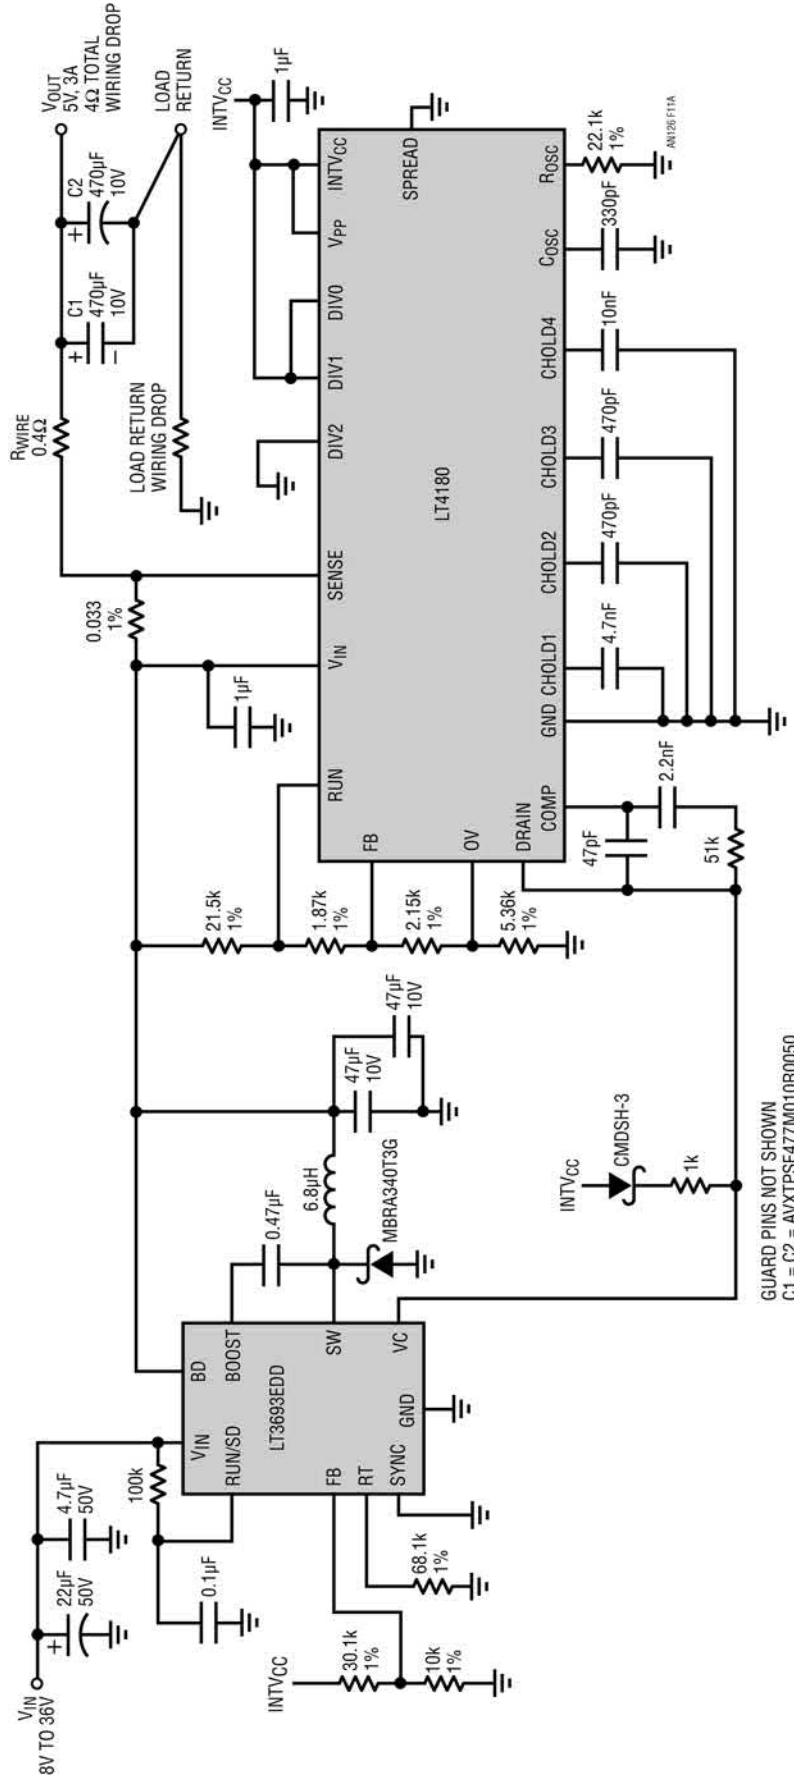 VIN
8V TO 36V
22µF
50V
4.7µF
50V
100k
0.1µF
INTVCC
30.1k
1%
10k
1%
68.1k
1%
VIN
BD
RUN/SD
BOOST
LT3693EDD
FB
SW
RT
SYNC
GND
VC
0.47µF
6.8µH
MBRA340T3G
47µF
10V
47µF
10V
INTVCC
CMDSH-3
1k
21.5k
1%
1.87k
1%
2.15k
1%
5.36k
1%
1µF
0.033
1%
RWIRE
0.4Ω
LOAD RETURN
WIRING DROP
C1
470µF
10V
C2
470µF
10V
VOUT
5V, 3A
4Ω TOTAL
WIRING DROP
LOAD
RETURN
INTVCC
1µF
RUN
VIN
SENSE
DIV2
DIV1
DIV0
VPP
INTVCC
FB
OV
DRAIN
LT4180
SPREAD
COMP
GND
CHOLD1
CHOLD2
CHOLD3
CHOLD4
COSC
ROSC
47pF
2.2nF
51k
4.7nF
470pF
470pF
10nF
330pF
22.1k
1%
AN126 F11A
GUARD PINS NOT SHOWN
C1 = C2 = AVXTPSE477M010R0050